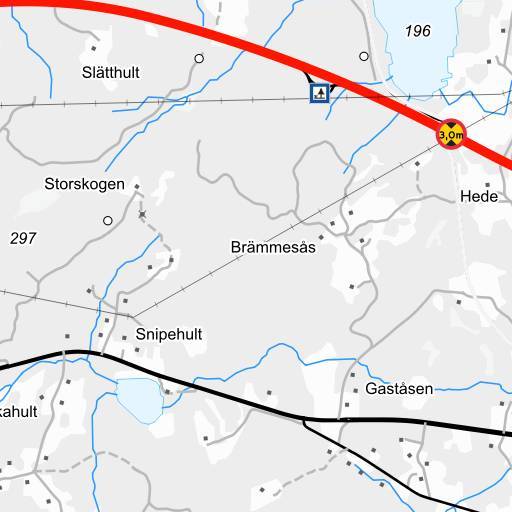 196
Slätthult
3,0m
Storskogen
Hede
297
Brämmesås
Snipehult
Gaståsen
kahult